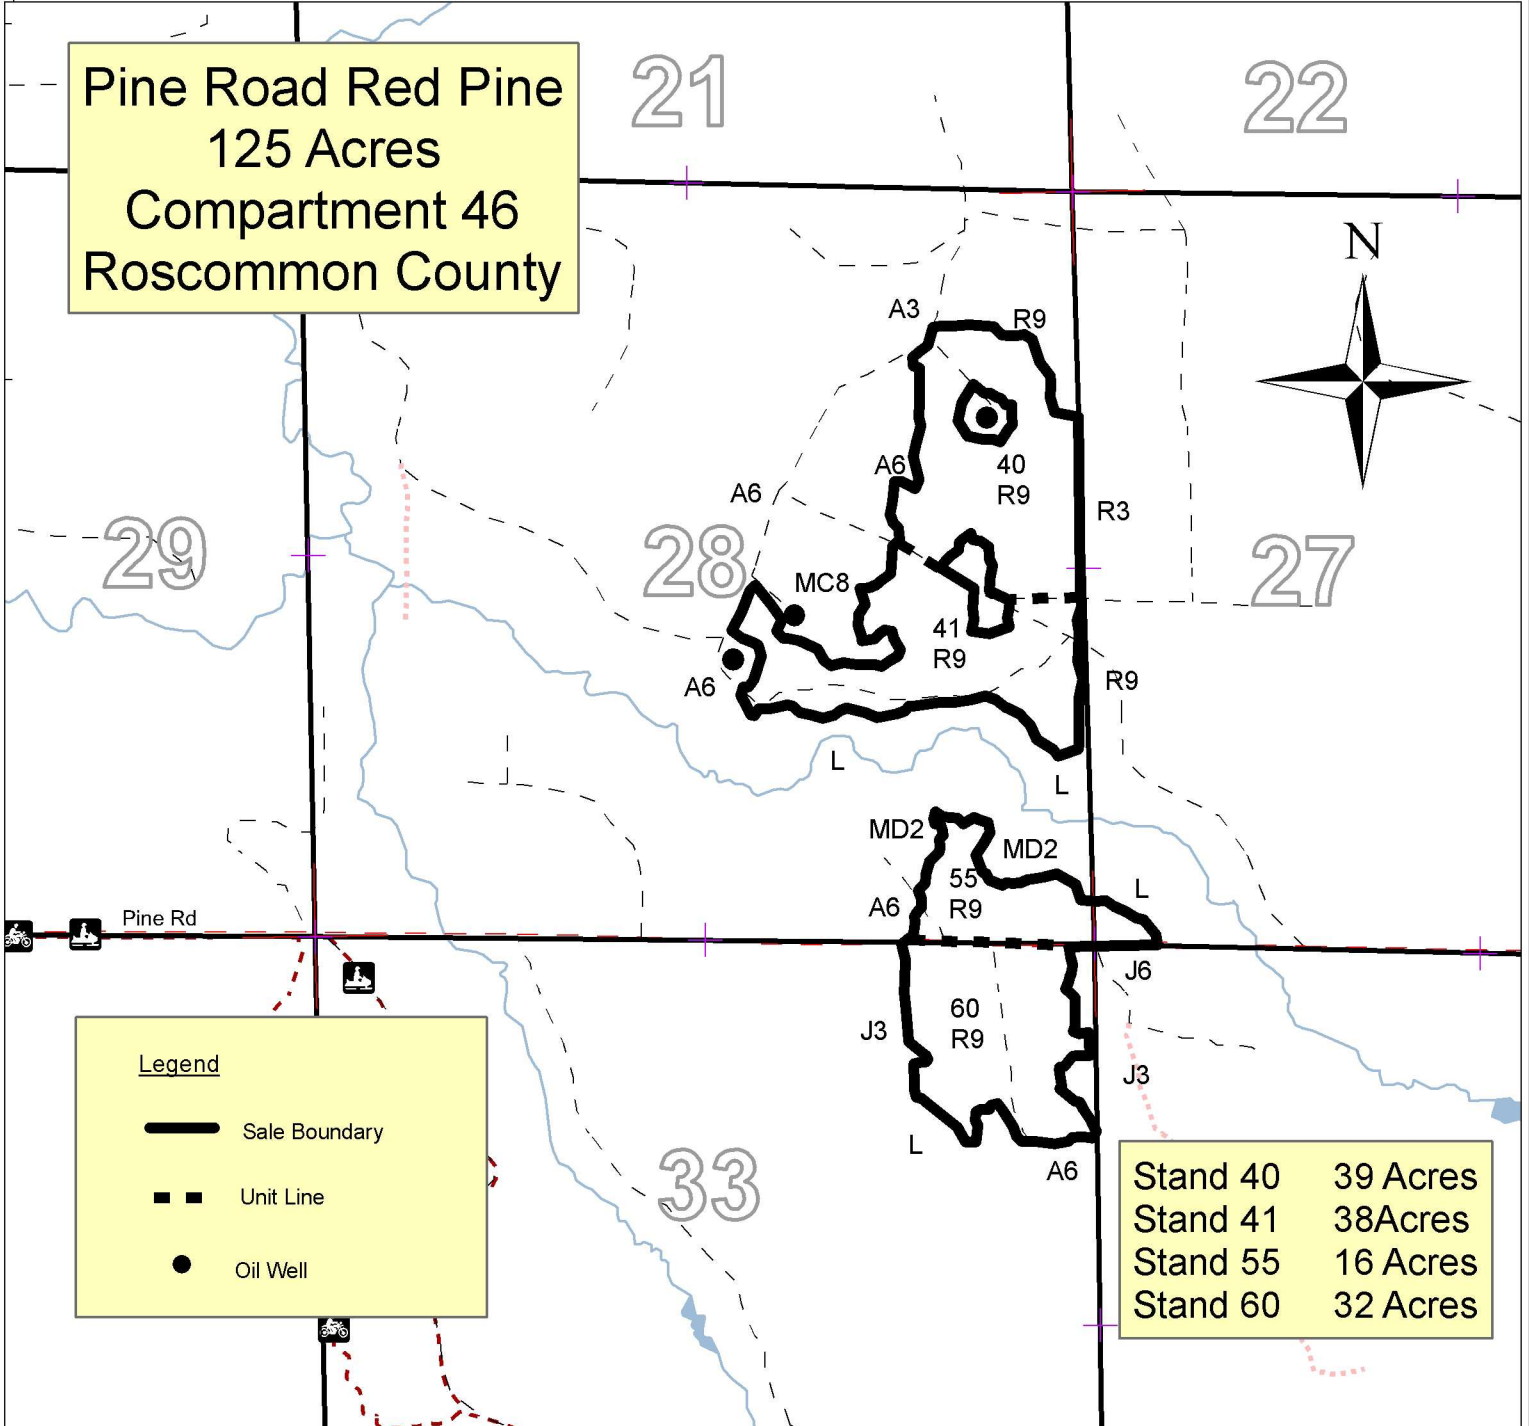 Pine Road Red Pine
125 Acres
Compartment 46
Roscommon County
21
22
N
A3
R9
A6
40
R9
A6
R3
29
28
27
MC8
41
R9
A6
R9
L
L
MD2
MD2
55
R9
L
A6
Pine Rd
J6
60
R9
J3
J3
L
A6
33
Legend
Sale Boundary
Unit Line
Oil Well
Stand 40 39 Acres
Stand 41 38Acres
Stand 55 16 Acres
Stand 60 32 Acres